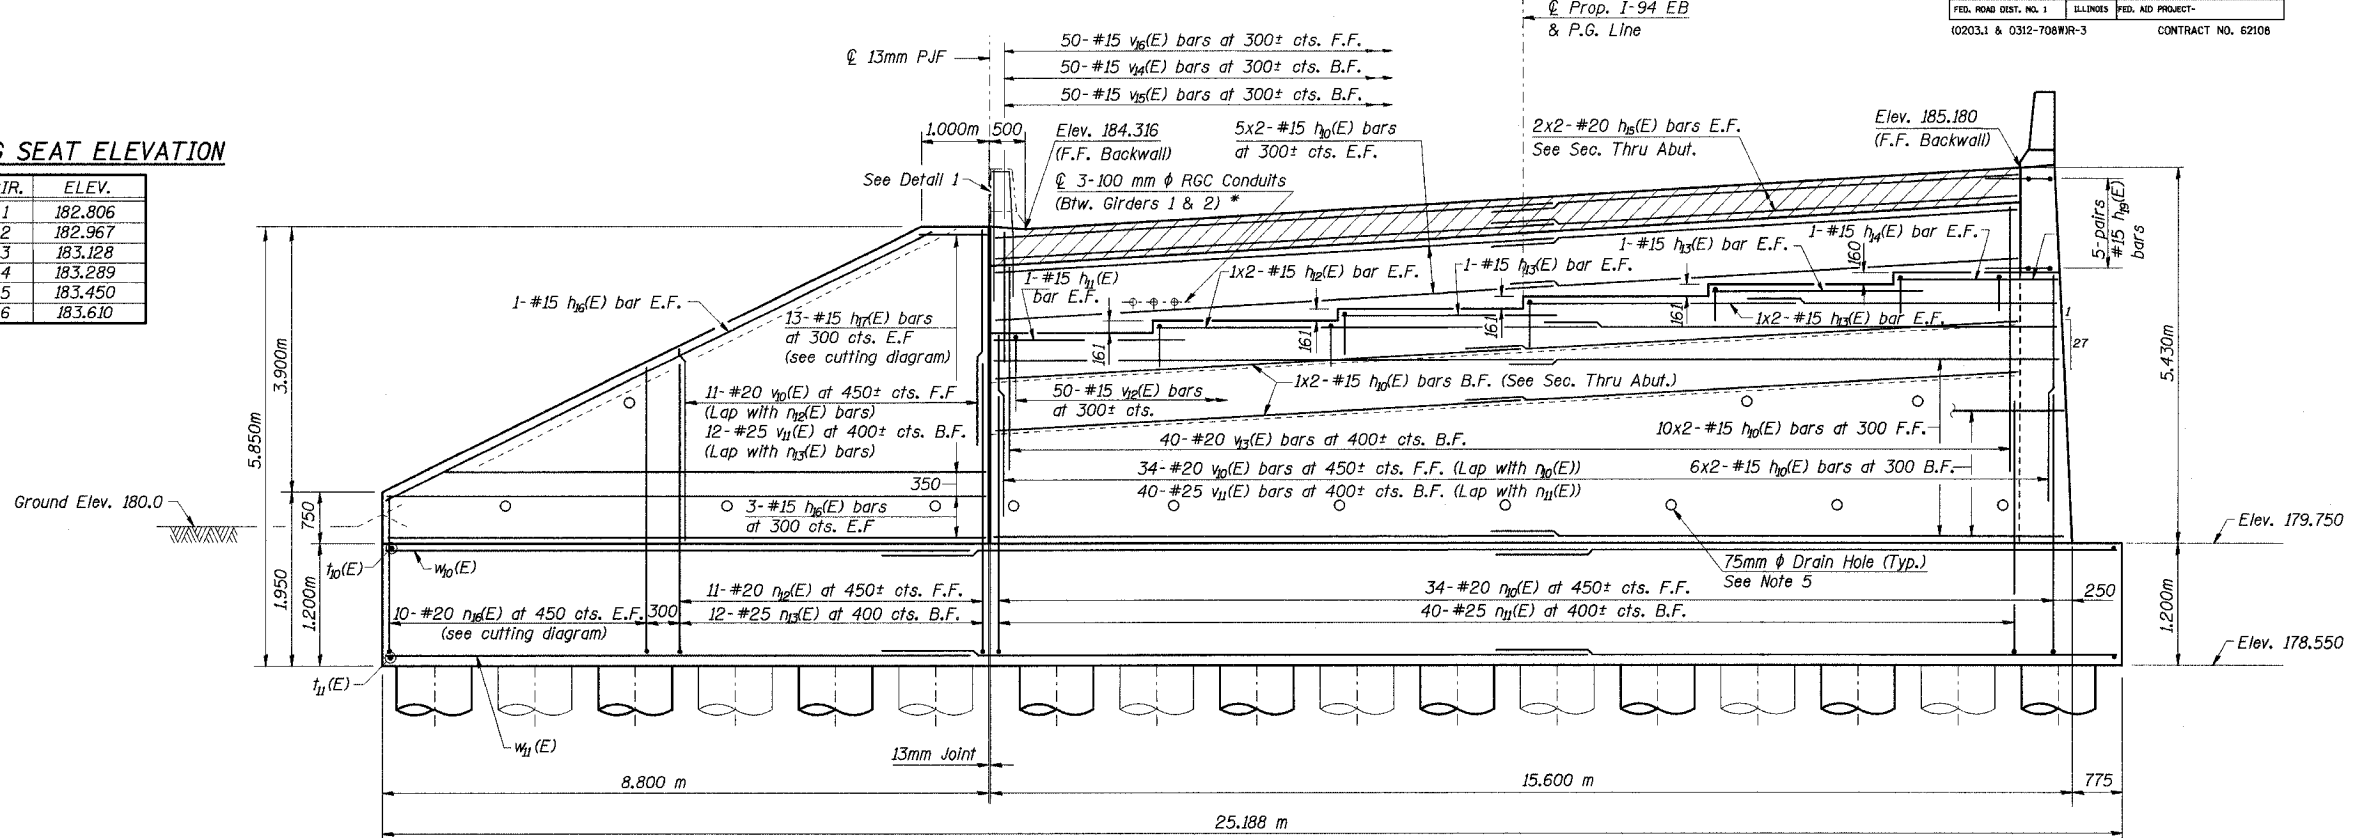 FED. ROAD DIST. NO. 1 ILLINOIS FED. AID PROJECT-
(0203.1 & 0312-708W)R-3 CONTRACT NO. 62108
℄ Prop. I-94 EB
& P.G. Line
℄ 13mm PJF
50-#15 v16(E) bars at 300± cts. F.F.
50-#15 v14(E) bars at 300± cts. B.F.
50-#15 v15(E) bars at 300± cts. B.F.
SEAT ELEVATION
IR. ELEV.
1 182.806
2 182.967
3 183.128
4 183.289
5 183.450
6 183.610
1.000m 500
Elev. 184.316
(F.F. Backwall)
5x2-#15 h10(E) bars
at 300± cts. E.F.
2x2-#20 h15(E) bars E.F.
See Sec. Thru Abut.
Elev. 185.180
(F.F. Backwall)
See Detail 1
℄ 3-100 mm ϕ RGC Conduits
(Btw. Girders 1 & 2) *
5-pairs
#15 h19(E)
bars
1-#15 h11(E)
bar E.F.
1x2-#15 h12(E) bar E.F.
1-#15 h13(E) bar E.F.
1-#15 h13(E) bar E.F.
1-#15 h14(E) bar E.F.
160
1x2-#15 h13(E) bar E.F.
161
161
161
161
1
27
1-#15 h16(E) bar E.F.
13-#15 h17(E) bars
at 300 cts. E.F
(see cutting diagram)
3.900m
5.850m
5.430m
11-#20 v10(E) at 450± cts. F.F
(Lap with n12(E) bars)
12-#25 v11(E) at 400± cts. B.F.
(Lap with n13(E) bars)
1x2-#15 h10(E) bars B.F. (See Sec. Thru Abut.)
50-#15 v12(E) bars
at 300± cts.
40-#20 v13(E) bars at 400± cts. B.F.
10x2-#15 h10(E) bars at 300 F.F.
34-#20 v10(E) bars at 450± cts. F.F. (Lap with n10(E))
40-#25 v11(E) bars at 400± cts. B.F. (Lap with n11(E))
6x2-#15 h10(E) bars at 300 B.F.
350
Ground Elev. 180.0
750
3-#15 h16(E) bars
at 300 cts. E.F
Elev. 179.750
t10(E)
w10(E)
75mm ϕ Drain Hole (Typ.)
See Note 5
1.950
1.200m
11-#20 n12(E) at 450± cts. F.F.
10-#20 n16(E) at 450 cts. E.F.
(see cutting diagram)
300
12-#25 n13(E) at 400 cts. B.F.
34-#20 n10(E) at 450± cts. F.F.
40-#25 n11(E) at 400± cts. B.F.
250
1.200m
Elev. 178.550
t11(E)
w11(E)
13mm Joint
8.800 m
15.600 m
775
25.188 m